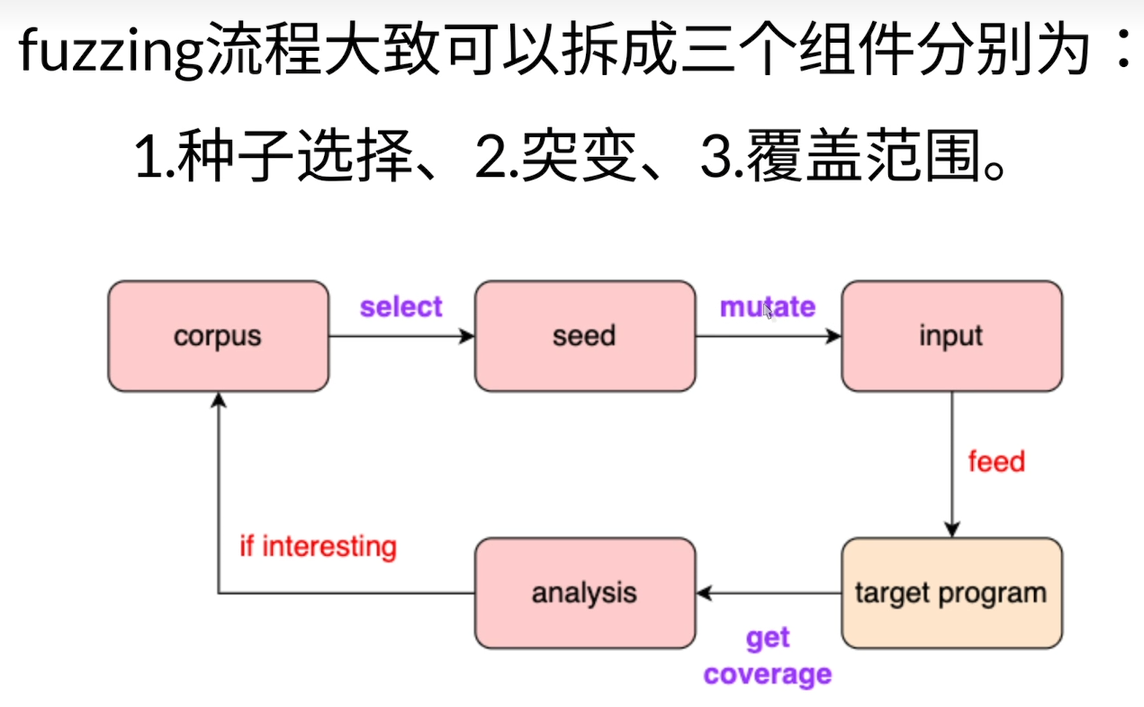 fuzzing流程大致可以拆成三个组件分别为：
1.种子选择、2.突变、3.覆盖范围。
corpus
select
seed
mutate
input
feed
if interesting
analysis
target program
get
coverage